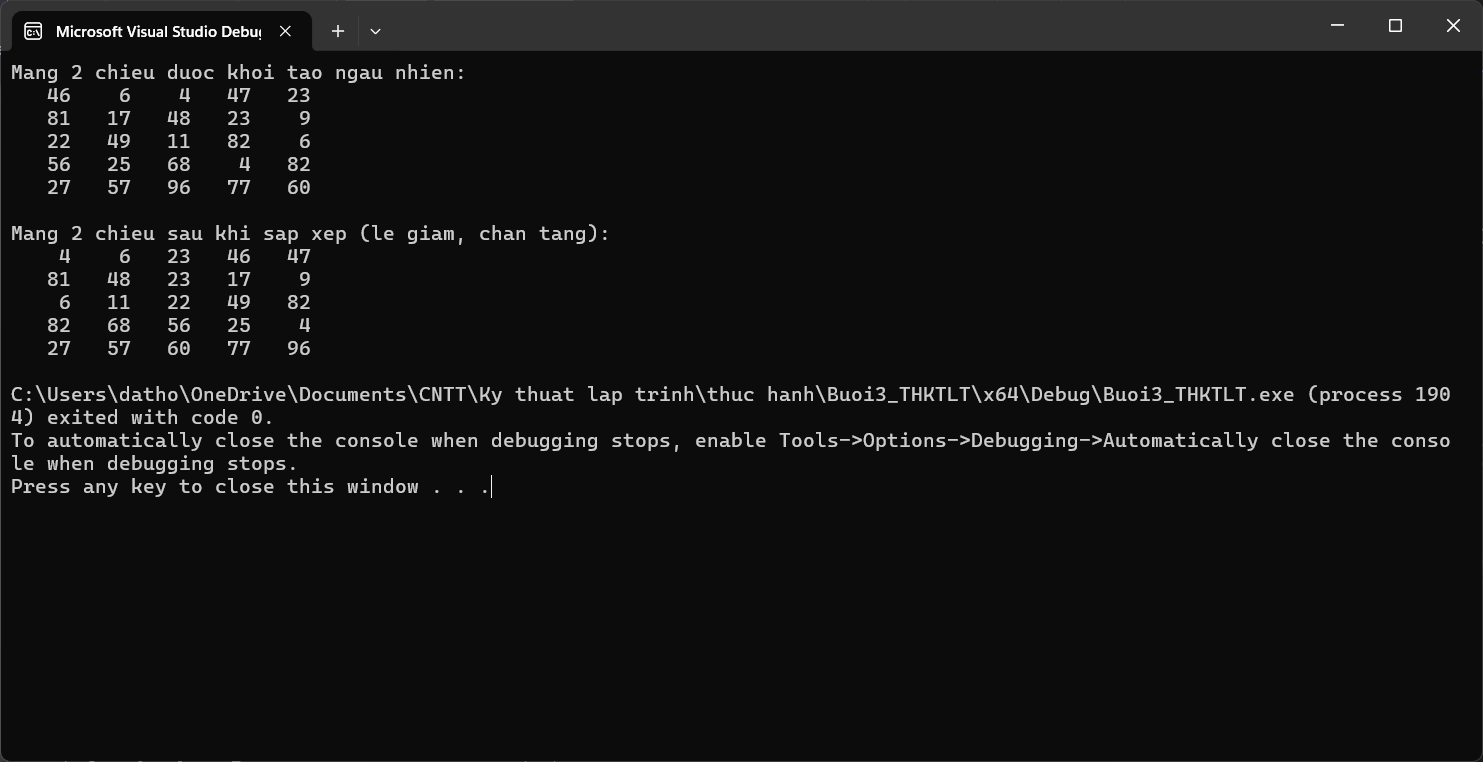 Microsoft Visual Studio Debu
Mang 2 chieu duoc khoi tao ngau nhien:
46 6 4 47 23
81 17 48 23 9
22 49 11 82 6
56 25 68 4 82
27 57 96 77 60
Mang 2 chieu sau khi sap xep (le giam, chan tang):
4 6 23 46 47
81 48 23 17 9
6 11 22 49 82
82 68 56 25 4
27 57 60 77 96
C:\Users\datho\OneDrive\Documents\CNTT\Ky thuat lap trinh\thuc hanh\Buoi3_THKTLT\x64\Debug\Buoi3_THKTLT.exe (process 190
4) exited with code 0.
To automatically close the console when debugging stops, enable Tools->Options->Debugging->Automatically close the conso
le when debugging stops.
Press any key to close this window . . .